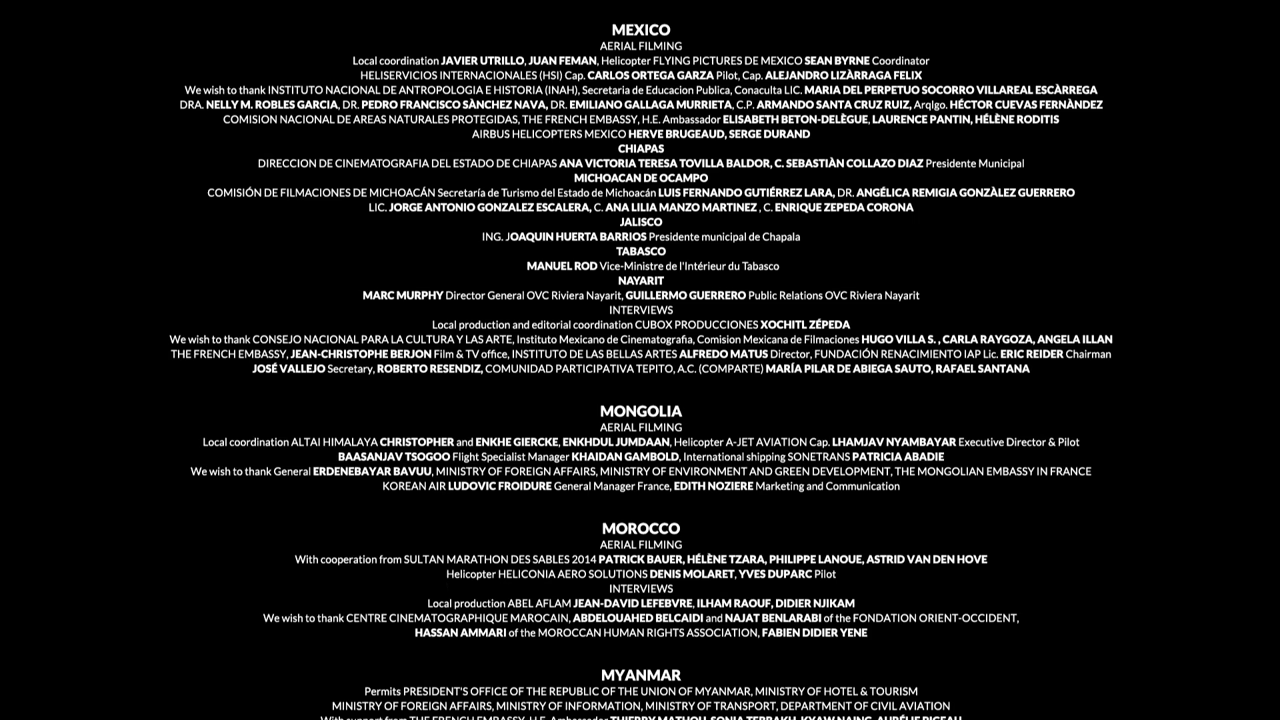 MEXICO
AERIAL FILMING
Local coordination JAVIER UTRILLO, JUAN FEMAN, Helicopter FLYING PICTURES DE MEXICO SEAN BYRNE Coordinator
HELISERVICIOS INTERNACIONALES (HSI) Cap. CARLOS ORTEGA GARZA Pilot, Cap. ALEJANDRO LIZÀRRAGA FELIX
We wish to thank INSTITUTO NACIONAL DE ANTROPOLOGIA E HISTORIA (INAH), Secretaria de Educacion Publica, Conaculta LIC. MARIA DEL PERPETUO SOCORRO VILLAREAL ESCÀRREGA
DRA. NELLY M. ROBLES GARCIA, DR. PEDRO FRANCISCO SÀNCHEZ NAVA, DR. EMILIANO GALLAGA MURRIETA, C.P. ARMANDO SANTA CRUZ RUIZ, Arqlgo. HÉCTOR CUEVAS FERNÀNDEZ
COMISION NACIONAL DE AREAS NATURALES PROTEGIDAS, THE FRENCH EMBASSY, H.E. Ambassador ELISABETH BETON-DELÈGUE, LAURENCE PANTIN, HÉLÈNE RODITIS
AIRBUS HELICOPTERS MEXICO HERVE BRUGEAUD, SERGE DURAND
CHIAPAS
DIRECCION DE CINEMATOGRAFIA DEL ESTADO DE CHIAPAS ANA VICTORIA TERESA TOVILLA BALDOR, C. SEBASTIÀN COLLAZO DIAZ Presidente Municipal
MICHOACAN DE OCAMPO
COMISIÓN DE FILMACIONES DE MICHOACÁN Secretaría de Turismo del Estado de Michoacán LUIS FERNANDO GUTIÉRREZ LARA, DR. ANGÉLICA REMIGIA GONZÀLEZ GUERRERO
LIC. JORGE ANTONIO GONZALEZ ESCALERA, C. ANA LILIA MANZO MARTINEZ , C. ENRIQUE ZEPEDA CORONA
JALISCO
ING. JOAQUIN HUERTA BARRIOS Presidente municipal de Chapala
TABASCO
MANUEL ROD Vice-Ministre de l'Intérieur du Tabasco
NAYARIT
MARC MURPHY Director General OVC Riviera Nayarit, GUILLERMO GUERRERO Public Relations OVC Riviera Nayarit
INTERVIEWS
Local production and editorial coordination CUBOX PRODUCCIONES XOCHITL ZÉPEDA
We wish to thank CONSEJO NACIONAL PARA LA CULTURA Y LAS ARTE, Instituto Mexicano de Cinematografia, Comision Mexicana de Filmaciones HUGO VILLA S. , CARLA RAYGOZA, ANGELA ILLAN
THE FRENCH EMBASSY, JEAN-CHRISTOPHE BERJON Film & TV office, INSTITUTO DE LAS BELLAS ARTES ALFREDO MATUS Director, FUNDACIÓN RENACIMIENTO IAP Lic. ERIC REIDER Chairman
JOSÉ VALLEJO Secretary, ROBERTO RESENDIZ, COMUNIDAD PARTICIPATIVA TEPITO, A.C. (COMPARTE) MARÍA PILAR DE ABIEGA SAUTO, RAFAEL SANTANA
MONGOLIA
AERIAL FILMING
Local coordination ALTAI HIMALAYA CHRISTOPHER and ENKHE GIERCKE, ENKHDUL JUMDAAN, Helicopter A-JET AVIATION Cap. LHAMJAV NYAMBAYAR Executive Director & Pilot
BAASANJAV TSOGOO Flight Specialist Manager KHAIDAN GAMBOLD, International shipping SONETRANS PATRICIA ABADIE
We wish to thank General ERDENEBAYAR BAVUU, MINISTRY OF FOREIGN AFFAIRS, MINISTRY OF ENVIRONMENT AND GREEN DEVELOPMENT, THE MONGOLIAN EMBASSY IN FRANCE
KOREAN AIR LUDOVIC FROIDURE General Manager France, EDITH NOZIERE Marketing and Communication
MOROCCO
AERIAL FILMING
With cooperation from SULTAN MARATHON DES SABLES 2014 PATRICK BAUER, HÉLÈNE TZARA, PHILIPPE LANOUE, ASTRID VAN DEN HOVE
Helicopter HELICONIA AERO SOLUTIONS DENIS MOLARET, YVES DUPARC Pilot
INTERVIEWS
Local production ABEL AFLAM JEAN-DAVID LEFEBVRE, ILHAM RAOUF, DIDIER NJIKAM
We wish to thank CENTRE CINEMATOGRAPHIQUE MAROCAIN, ABDELOUAHED BELCAIDI and NAJAT BENLARABI of the FONDATION ORIENT-OCCIDENT,
HASSAN AMMARI of the MOROCCAN HUMAN RIGHTS ASSOCIATION, FABIEN DIDIER YENE
MYANMAR
Permits PRESIDENT'S OFFICE OF THE REPUBLIC OF THE UNION OF MYANMAR, MINISTRY OF HOTEL & TOURISM
MINISTRY OF FOREIGN AFFAIRS, MINISTRY OF INFORMATION, MINISTRY OF TRANSPORT, DEPARTMENT OF CIVIL AVIATION
With support from THE FRENCH EMBASSY, H.E. Ambassador THIERRY MATHOU, SONIA TERRAKH, KYAW NAING, AURÉLIE PIGEAU